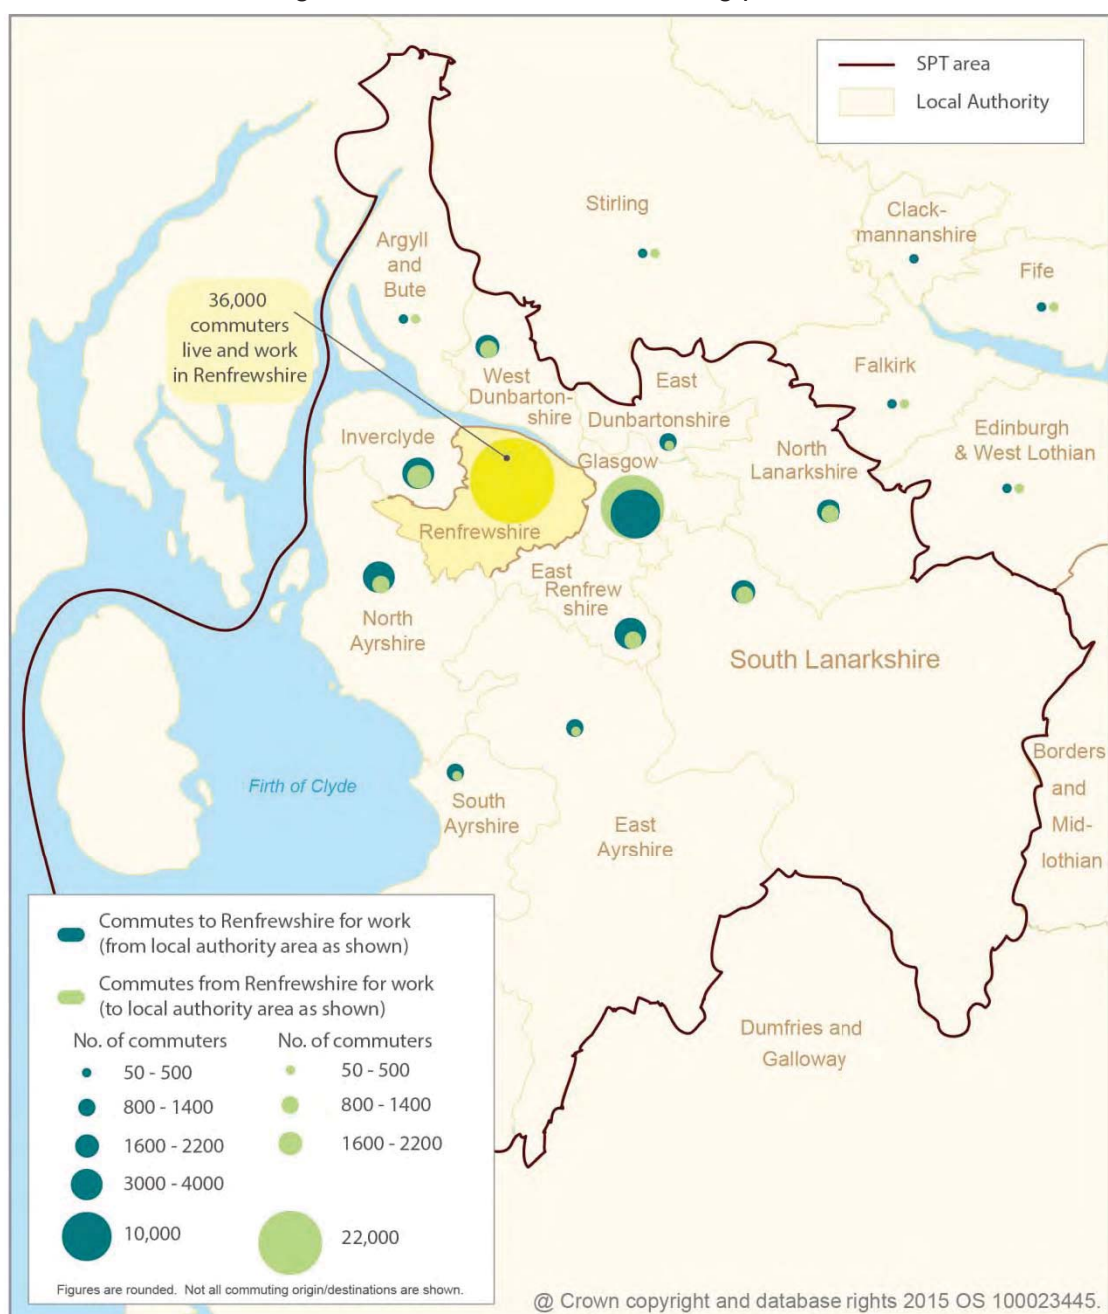 SPT area
Local Authority
Stirling
Clack-
mannanshire
Fife
Argyll
and
Bute
36,000
commuters
live and work
in Renfrewshire
West
Dunbarton-
shire
East
Dunbartonshire
Falkirk
Edinburgh
& West Lothian
Inverclyde
Glasgow
North
Lanarkshire
Renfrewshire
East
Renfrew
shire
North
Ayrshire
South Lanarkshire
Firth of Clyde
South
Ayrshire
East
Ayrshire
Borders
and
Mid-
lothian
Dumfries and
Galloway
Commutes to Renfrewshire for work
(from local authority area as shown)
Commutes from Renfrewshire for work
(to local authority area as shown)
No. of commuters
50 - 500
800 - 1400
1600 - 2200
3000 - 4000
10,000
No. of commuters
50 - 500
800 - 1400
1600 - 2200
22,000
Figures are rounded. Not all commuting origin/destinations are shown.
@ Crown copyright and database rights 2015 OS 100023445.